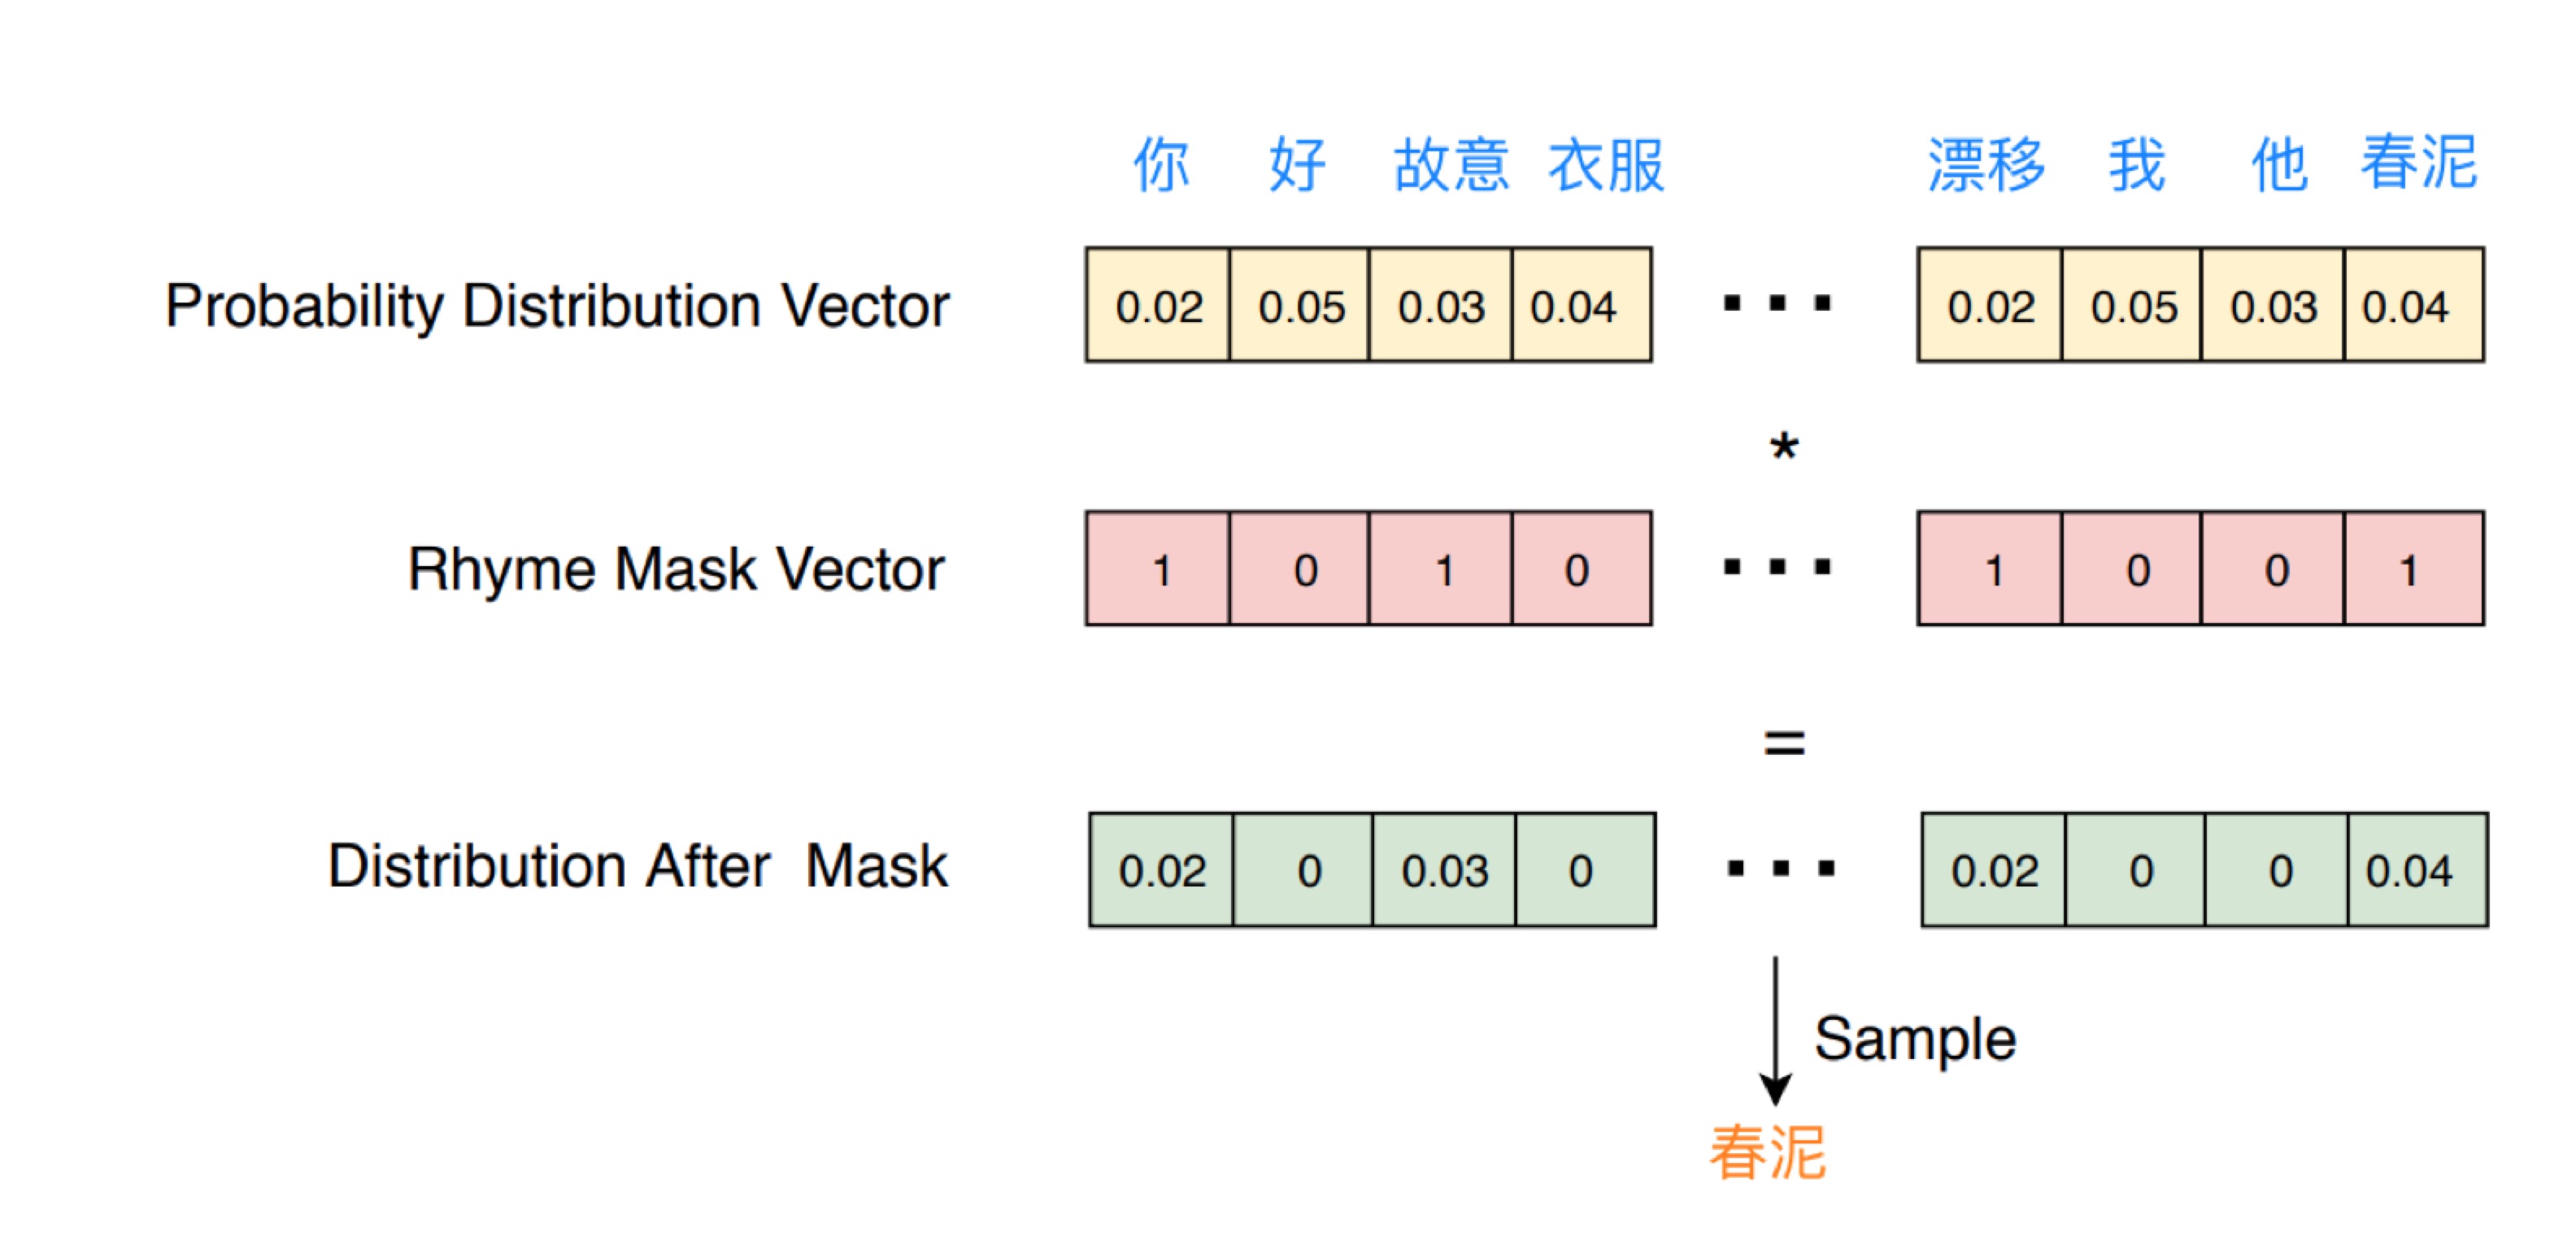 你 好 故意 衣服 漂移 我 他 春泥
Probability Distribution Vector 0.02 0.05 0.03 0.04 ... 0.02 0.05 0.03 0.04
*
Rhyme Mask Vector 1 0 1 0 ... 1 0 0 1
=
Distribution After Mask 0.02 0 0.03 0 ... 0.02 0 0 0.04
Sample
春泥